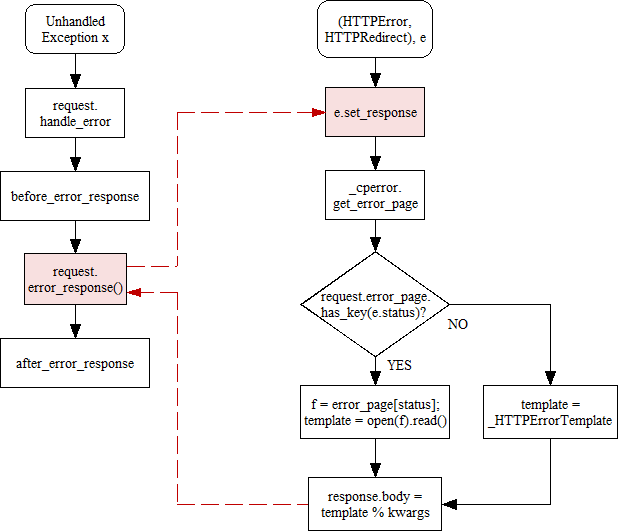 Unhandled
Exception x
request.
handle_error
before_error_response
request.
error_response()
after_error_response
(HTTPError,
HTTPRedirect), e
e.set_response
_cperror.
get_error_page
request.error_page.
has_key(e.status)?
NO
YES
f = error_page[status];
template = open(f).read()
template =
_HTTPErrorTemplate
response.body =
template % kwargs